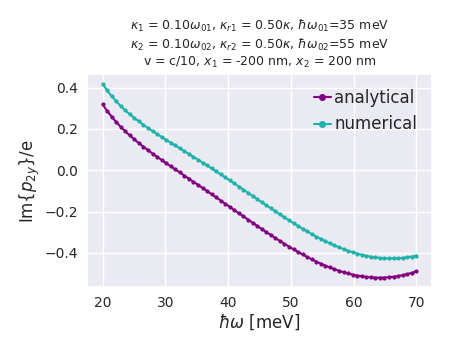 κ₁ = 0.10ω₀₁, κᵣ₁ = 0.50κ, ħω₀₁=35 meV
κ₂ = 0.10ω₀₂, κᵣ₂ = 0.50κ, ħω₀₂=55 meV
v = c/10, x₁ = -200 nm, x₂ = 200 nm
analytical
numerical
Im{p₂ᵧ}/e
0.4
0.2
0.0
−0.2
−0.4
20 30 40 50 60 70
ħω [meV]